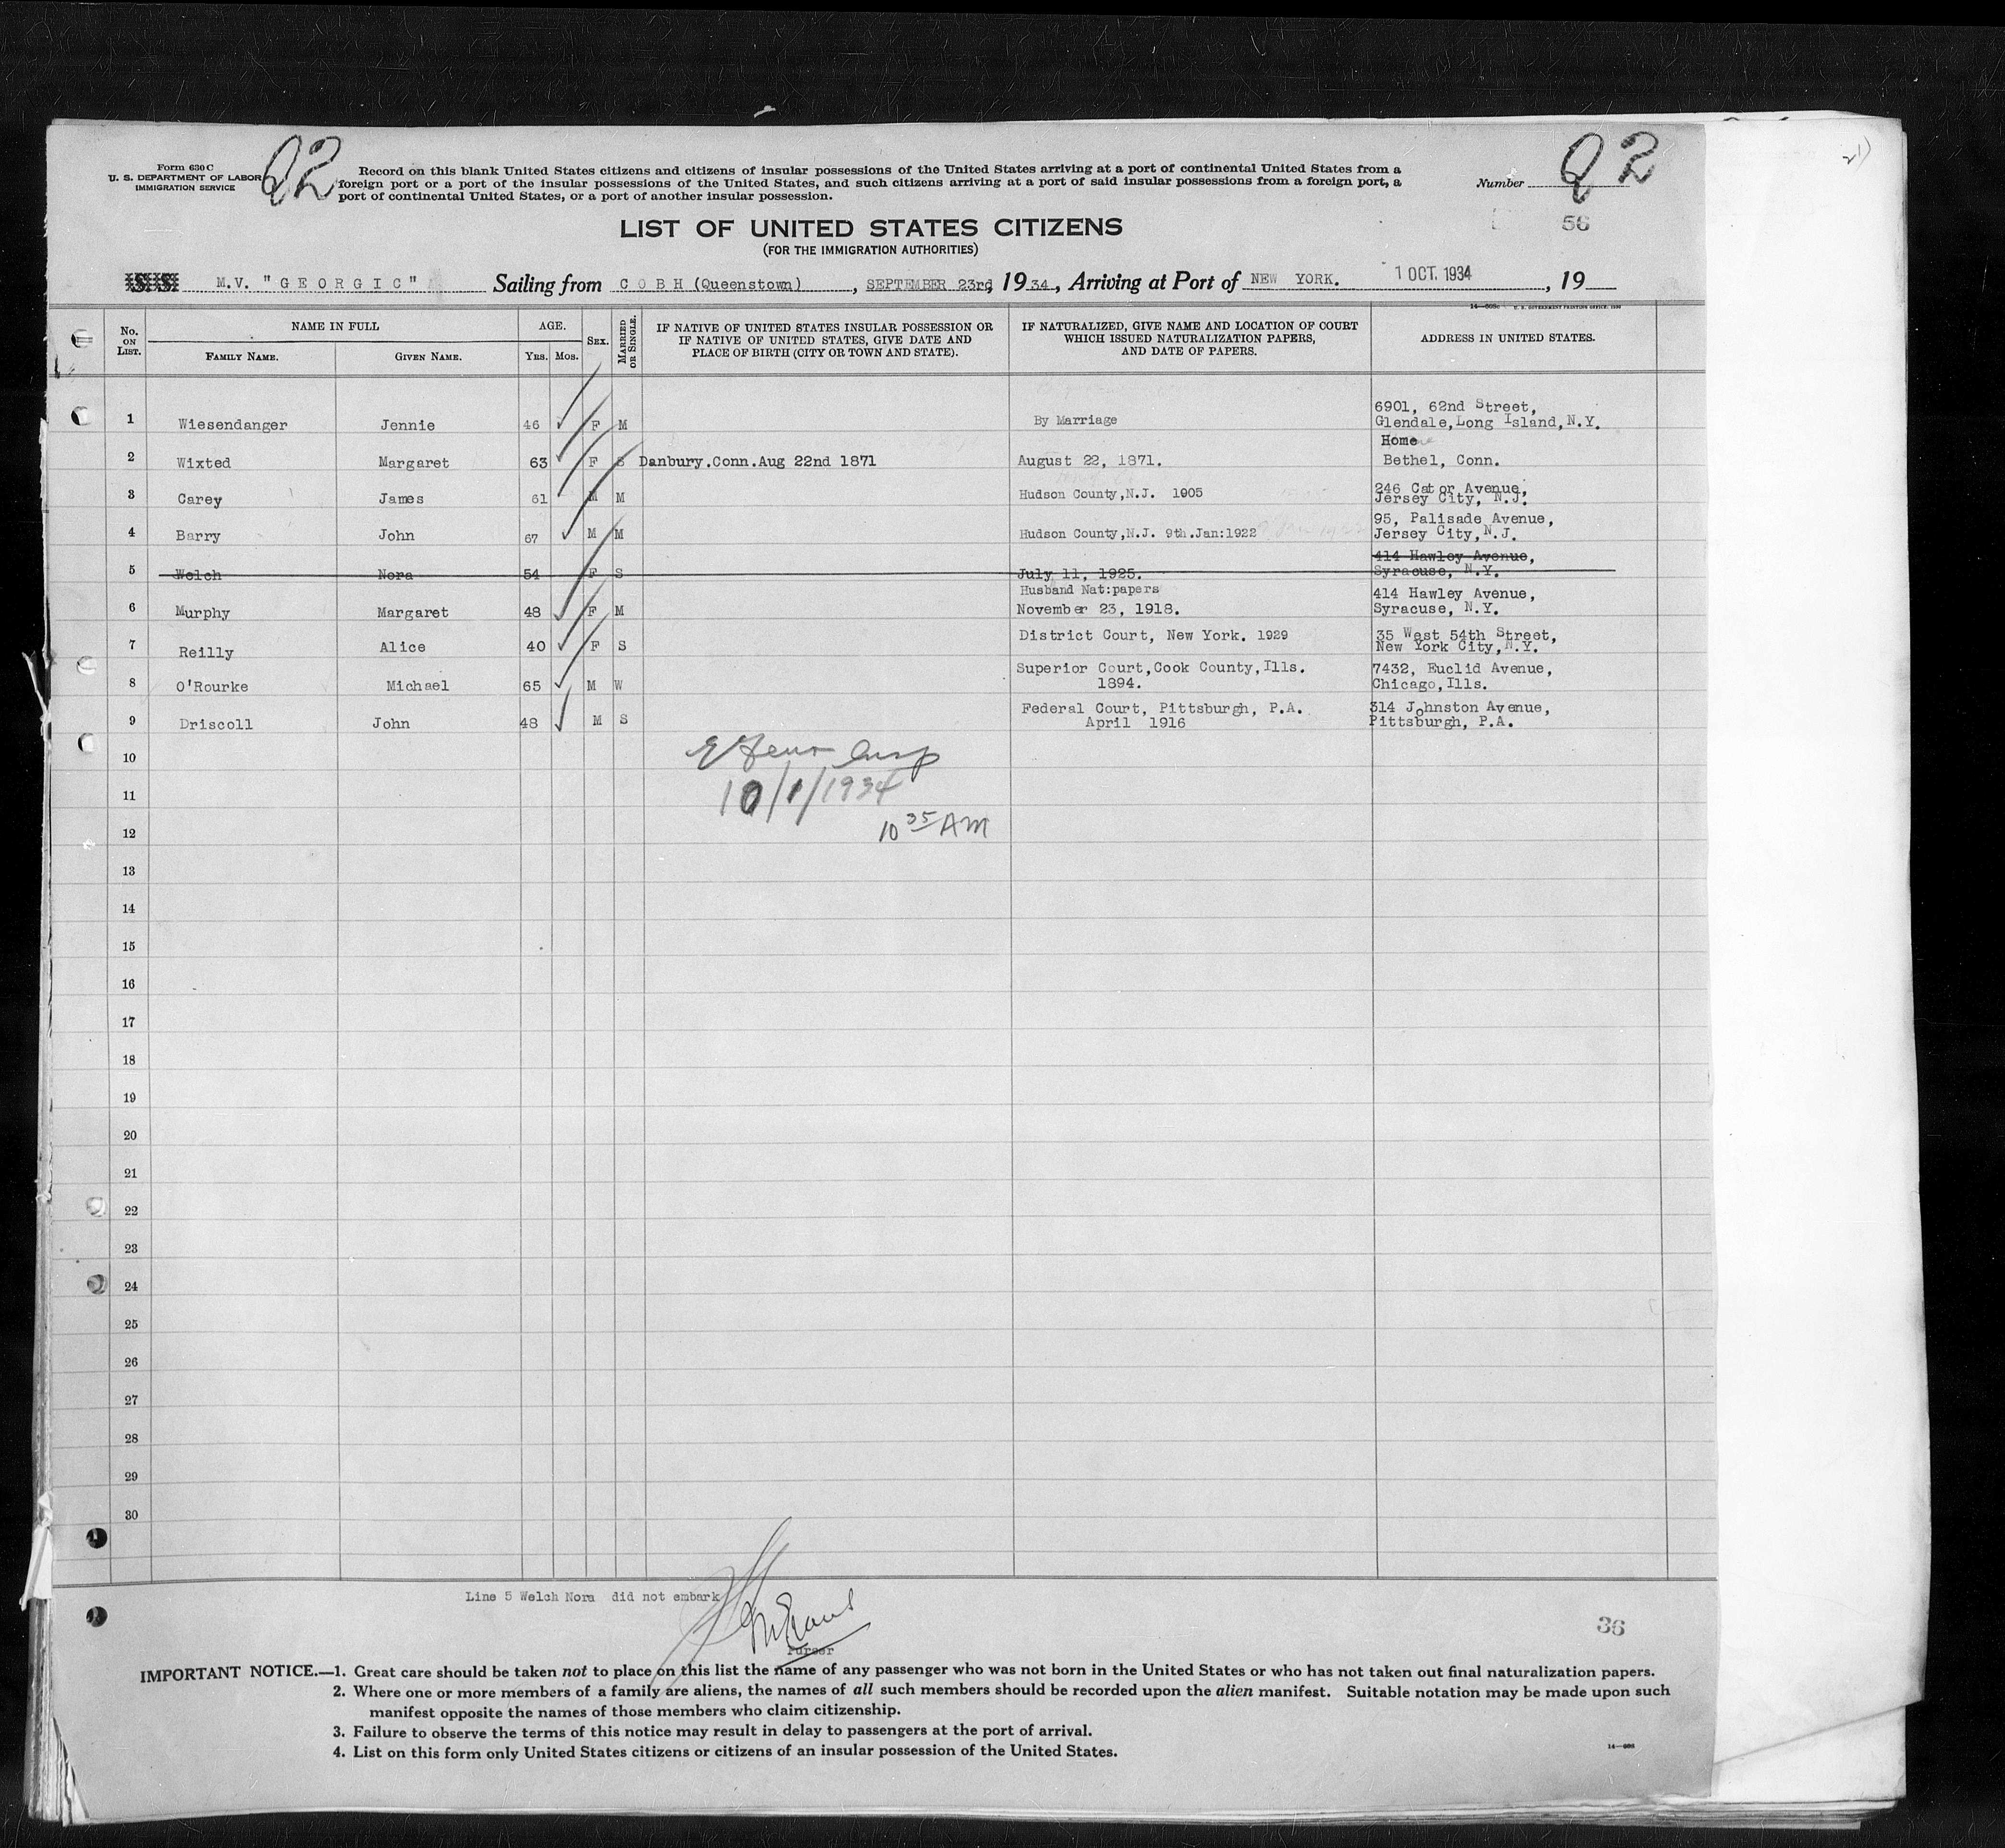 Form 630 C
U. S. DEPARTMENT OF LABOR
IMMIGRATION SERVICE
Q2
Record on this blank United States citizens and citizens of insular possessions of the United States arriving at a port of continental United States from a
foreign port or a port of the insular possessions of the United States, and such citizens arriving at a port of said insular possessions from a foreign port, a
port of continental United States, or a port of another insular possession.
Number Q2
56
LIST OF UNITED STATES CITIZENS
(FOR THE IMMIGRATION AUTHORITIES)
M.V. "GEORGIC" Sailing from COBH (Queenstown), SEPTEMBER 23rd, 1934, Arriving at Port of NEW YORK. 1 OCT. 1934, 19
No. ON LIST.
NAME IN FULL
FAMILY NAME. GIVEN NAME.
AGE.
YRS. MOS.
SEX.
MARRIED OR SINGLE.
IF NATIVE OF UNITED STATES INSULAR POSSESSION OR
IF NATIVE OF UNITED STATES, GIVE DATE AND
PLACE OF BIRTH (CITY OR TOWN AND STATE).
IF NATURALIZED, GIVE NAME AND LOCATION OF COURT
WHICH ISSUED NATURALIZATION PAPERS,
AND DATE OF PAPERS.
ADDRESS IN UNITED STATES.
6901, 62nd Street,
1 Wiesendanger Jennie 46 F M By Marriage Glendale, Long Island, N.Y.
Home
2 Wixted Margaret 63 F S Danbury.Conn.Aug 22nd 1871 August 22, 1871. Bethel, Conn.
246 Cator Avenue,
3 Carey James 61 M M Hudson County,N.J. 1905 Jersey City, N.J.
95, Palisade Avenue,
4 Barry John 67 M M Hudson County,N.J. 9th.Jan:1922 Jersey City, N.J.
414 Hawley Avenue,
5 Welch Nora 54 F S July 11, 1925. Syracuse, N.Y.
Husband Nat:papers 414 Hawley Avenue,
6 Murphy Margaret 48 F M November 23, 1918. Syracuse, N.Y.
District Court, New York. 1929 35 West 54th Street,
7 Reilly Alice 40 F S New York City, N.Y.
Superior Court, Cook County, Ills. 7432, Euclid Avenue,
8 O'Rourke Michael 65 M W 1894. Chicago, Ills.
Federal Court, Pittsburgh, P.A. 314 Johnston Avenue,
9 Driscoll John 48 M S April 1916 Pittsburgh, P.A.
10
10/1/1934
11
10 35 AM
12
13
14
15
16
17
18
19
20
21
22
23
24
25
26
27
28
29
30
Line 5 Welch Nora did not embark
Purser
36
IMPORTANT NOTICE.—1. Great care should be taken not to place on this list the name of any passenger who was not born in the United States or who has not taken out final naturalization papers.
2. Where one or more members of a family are aliens, the names of all such members should be recorded upon the alien manifest. Suitable notation may be made upon such
manifest opposite the names of those members who claim citizenship.
3. Failure to observe the terms of this notice may result in delay to passengers at the port of arrival.
4. List on this form only United States citizens or citizens of an insular possession of the United States.